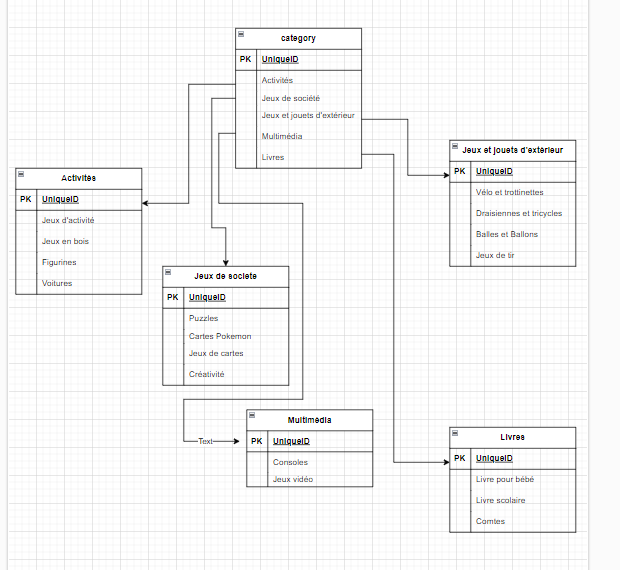 category
PK UniqueID
Activités
Jeux de société
Jeux et jouets d'extérieur
Multimédia
Livres
Jeux et jouets d'extérieur
PK UniqueID
Vélo et trottinettes
Draisiennes et tricycles
Balles et Ballons
Jeux de tir
Activités
PK UniqueID
Jeux d'activité
Jeux en bois
Figurines
Voitures
Jeux de société
PK UniqueID
Puzzles
Cartes Pokemon
Jeux de cartes
Créativité
Text
Multimédia
PK UniqueID
Consoles
Jeux vidéo
Livres
PK UniqueID
Livre pour bébé
Livre scolaire
Comtes